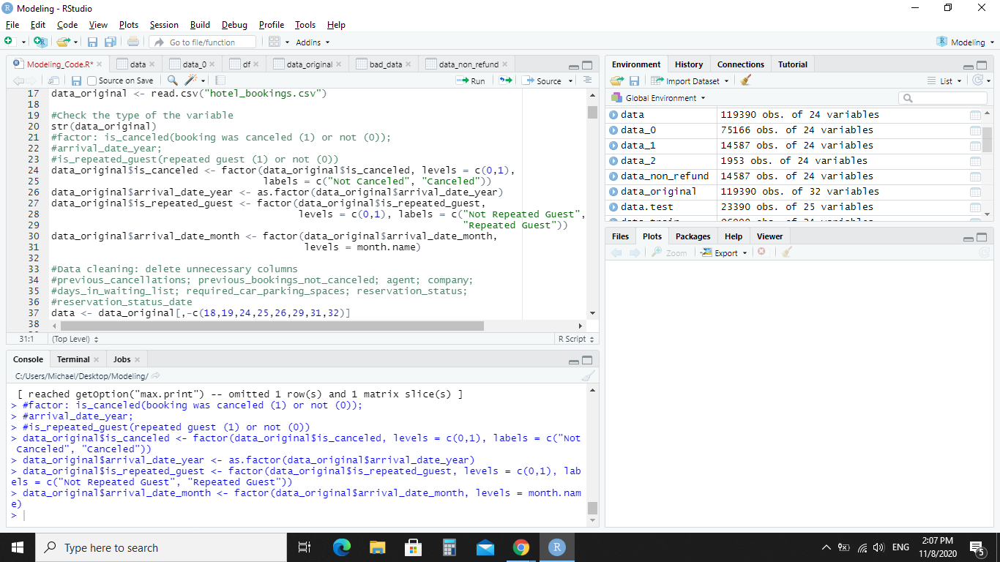 Modeling - RStudio
File Edit Code View Plots Session Build Debug Profile Tools Help
Go to file/function Addins Modeling
Modeling_Code.R* data data_0 df data_original bad_data data_non_refund
Source on Save Run Source
17 data_original <- read.csv("hotel_bookings.csv")
18
19 #Check the type of the variable
20 str(data_original)
21 #factor: is_canceled(booking was canceled (1) or not (0));
22 #arrival_date_year;
23 #is_repeated_guest(repeated guest (1) or not (0))
24 data_original$is_canceled <- factor(data_original$is_canceled, levels = c(0,1),
25 labels = c("Not Canceled", "Canceled"))
26 data_original$arrival_date_year <- as.factor(data_original$arrival_date_year)
27 data_original$is_repeated_guest <- factor(data_original$is_repeated_guest,
28 levels = c(0,1), labels = c("Not Repeated Guest",
29 "Repeated Guest"))
30 data_original$arrival_date_month <- factor(data_original$arrival_date_month,
31 levels = month.name)
32
33 #Data cleaning: delete unnecessary columns
34 #previous_cancellations; previous_bookings_not_canceled; agent; company;
35 #days_in_waiting_list; required_car_parking_spaces; reservation_status;
36 #reservation_status_date
37 data <- data_original[,-c(18,19,24,25,26,29,31,32)]
38
31:1 (Top Level) R Script
Console Terminal Jobs
C:/Users/Michael/Desktop/Modeling/
[ reached getOption("max.print") -- omitted 1 row(s) and 1 matrix slice(s) ]
> #factor: is_canceled(booking was canceled (1) or not (0));
> #arrival_date_year;
> #is_repeated_guest(repeated guest (1) or not (0))
> data_original$is_canceled <- factor(data_original$is_canceled, levels = c(0,1), labels = c("Not
Canceled", "Canceled"))
> data_original$arrival_date_year <- as.factor(data_original$arrival_date_year)
> data_original$is_repeated_guest <- factor(data_original$is_repeated_guest, levels = c(0,1), lab
els = c("Not Repeated Guest", "Repeated Guest"))
> data_original$arrival_date_month <- factor(data_original$arrival_date_month, levels = month.nam
e)
>
Environment History Connections Tutorial
Import Dataset List
Global Environment
data 119390 obs. of 24 variables
data_0 75166 obs. of 24 variables
data_1 14587 obs. of 24 variables
data_2 1953 obs. of 24 variables
data_non_refund 14587 obs. of 24 variables
data_original 119390 obs. of 32 variables
data.test 23390 obs. of 25 variables
Files Plots Packages Help Viewer
Zoom Export
Type here to search
ENG
2:07 PM
11/8/2020
5